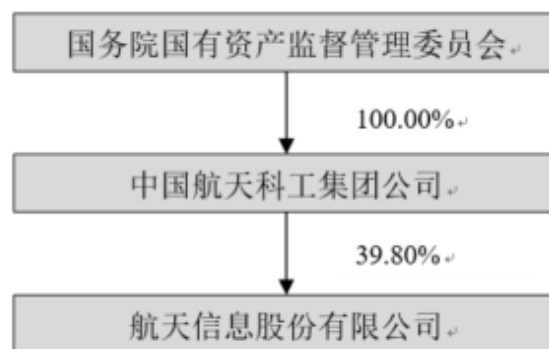 国务院国有资产监督管理委员会
100.00%
中国航天科工集团公司
39.80%
航天信息股份有限公司